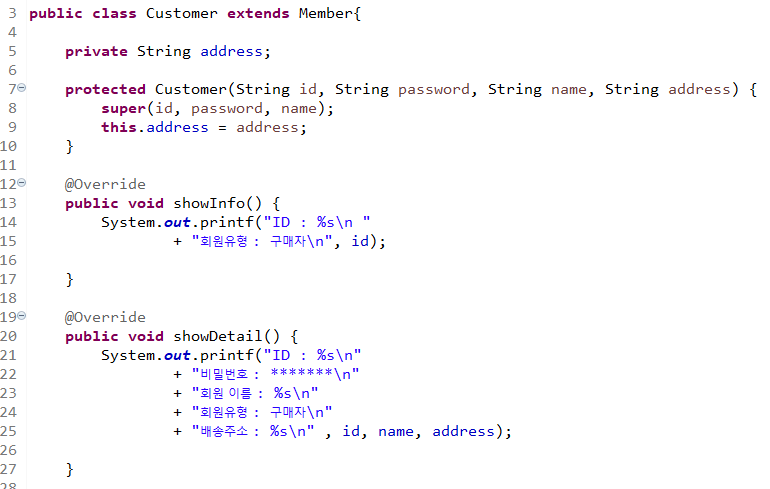 3 public class Customer extends Member{
4
5 private String address;
6
7 protected Customer(String id, String password, String name, String address) {
8 super(id, password, name);
9 this.address = address;
10 }
11
12 @Override
13 public void showInfo() {
14 System.out.printf("ID : %s\n "
15 + "회원유형 : 구매자\n", id);
16
17 }
18
19 @Override
20 public void showDetail() {
21 System.out.printf("ID : %s\n"
22 + "비밀번호 : *******\n"
23 + "회원 이름 : %s\n"
24 + "회원유형 : 구매자\n"
25 + "배송주소 : %s\n" , id, name, address);
26
27 }
28